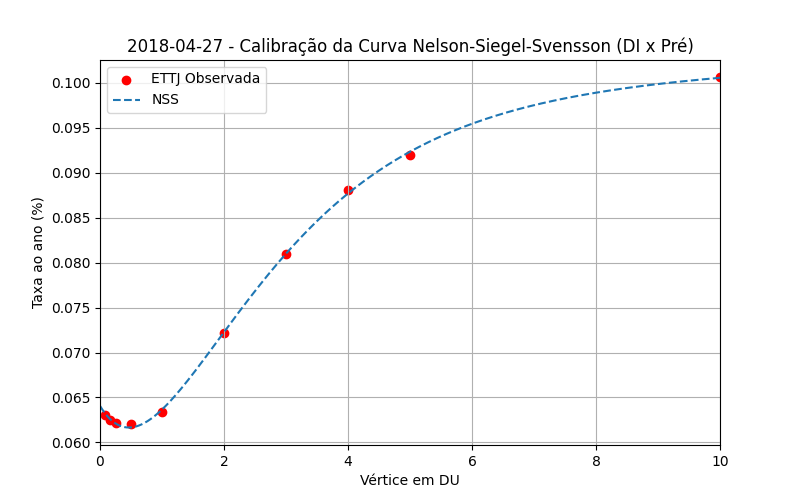 2018-04-27 - Calibração da Curva Nelson-Siegel-Svensson (DI x Pré)
ETTJ Observada
NSS
Taxa ao ano (%)
0.100
0.095
0.090
0.085
0.080
0.075
0.070
0.065
0.060
0 2 4 6 8 10
Vértice em DU